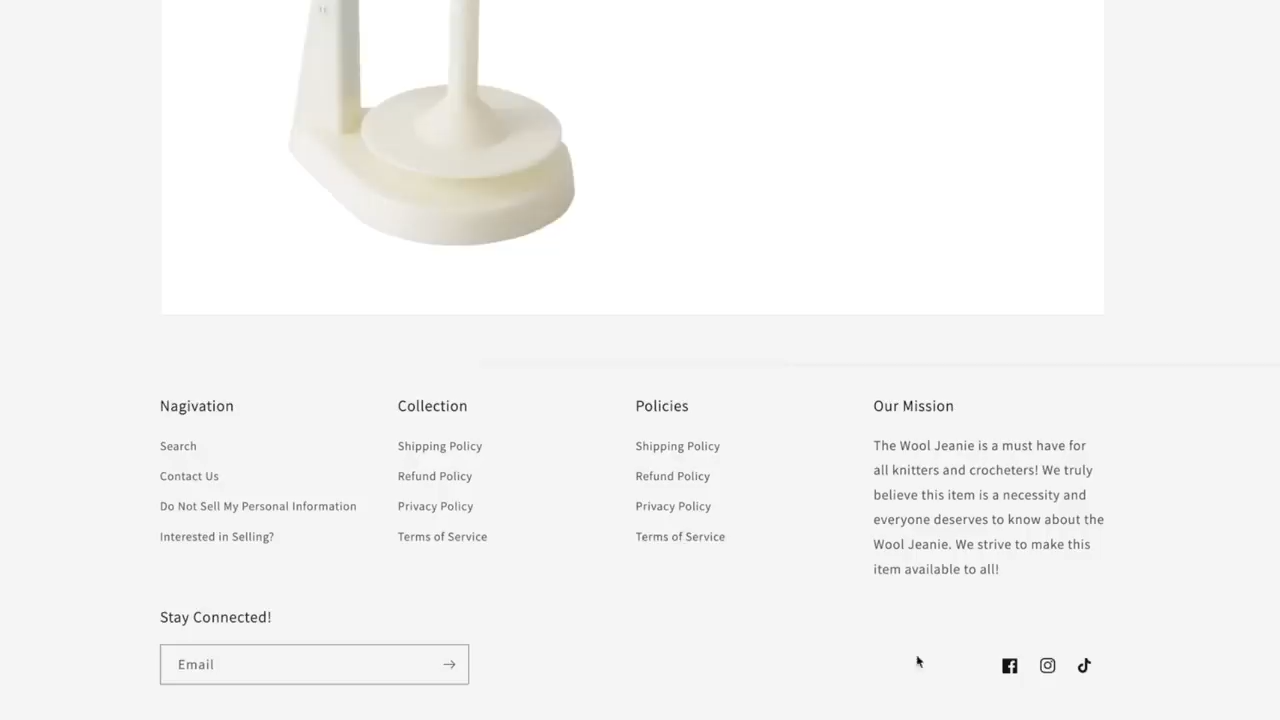 Nagivation
Search
Contact Us
Do Not Sell My Personal Information
Interested in Selling?
Collection
Shipping Policy
Refund Policy
Privacy Policy
Terms of Service
Policies
Shipping Policy
Refund Policy
Privacy Policy
Terms of Service
Our Mission
The Wool Jeanie is a must have for
all knitters and crocheters! We truly
believe this item is a necessity and
everyone deserves to know about the
Wool Jeanie. We strive to make this
item available to all!
Stay Connected!
Email